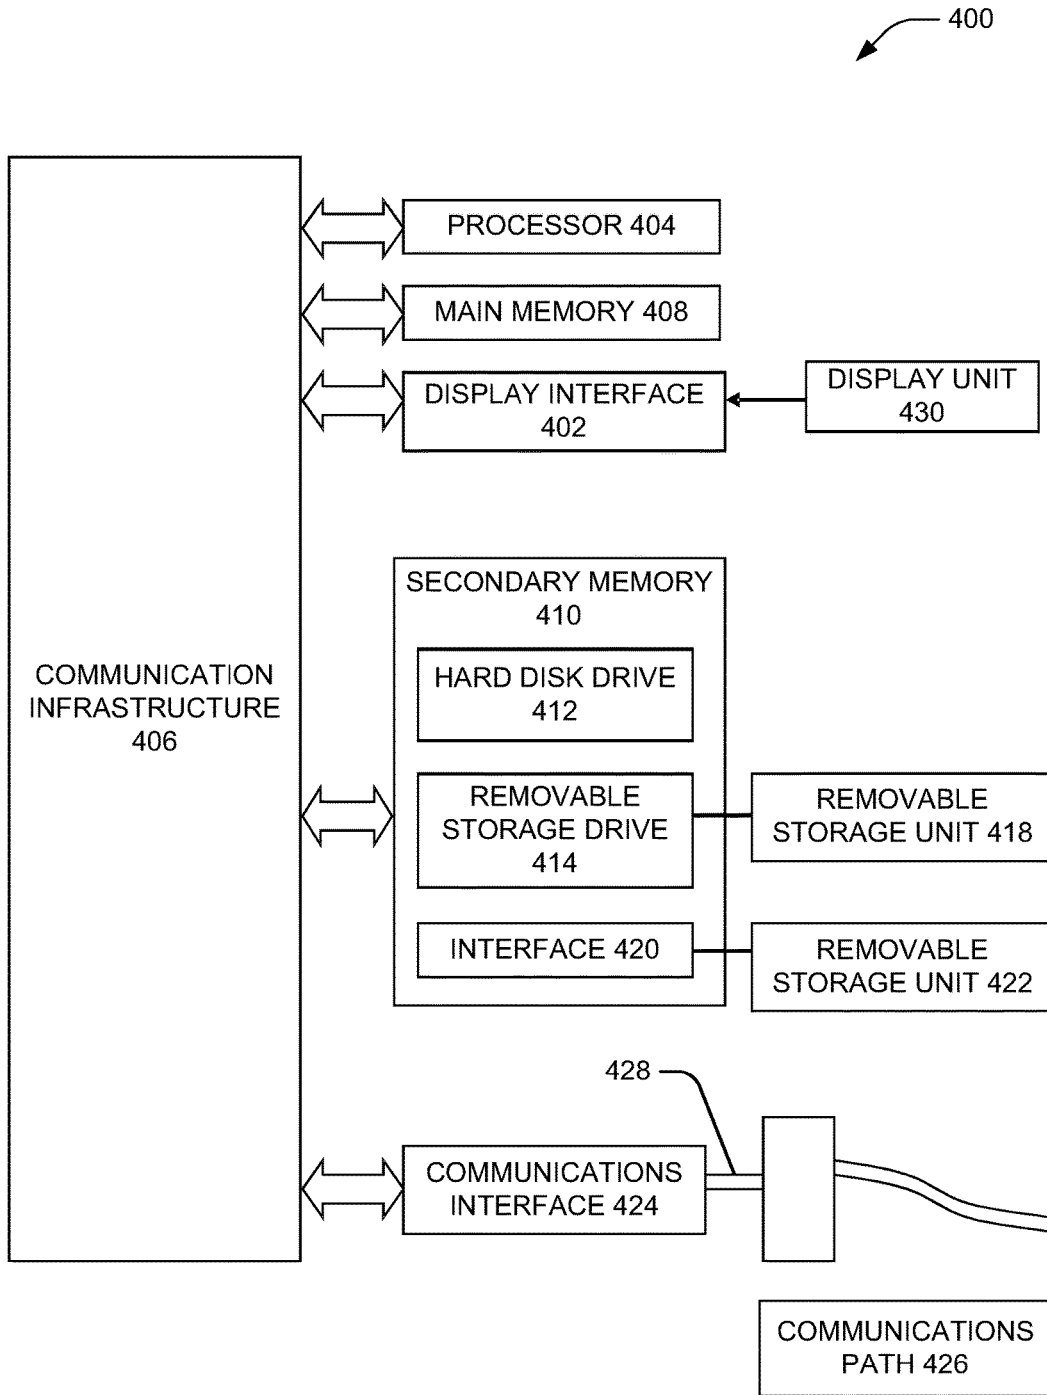 400
PROCESSOR 404
MAIN MEMORY 408
DISPLAY INTERFACE
402
DISPLAY UNIT
430
SECONDARY MEMORY
410
HARD DISK DRIVE
412
COMMUNICATION
INFRASTRUCTURE
406
REMOVABLE
STORAGE DRIVE
414
REMOVABLE
STORAGE UNIT 418
INTERFACE 420
REMOVABLE
STORAGE UNIT 422
428
COMMUNICATIONS
INTERFACE 424
COMMUNICATIONS
PATH 426